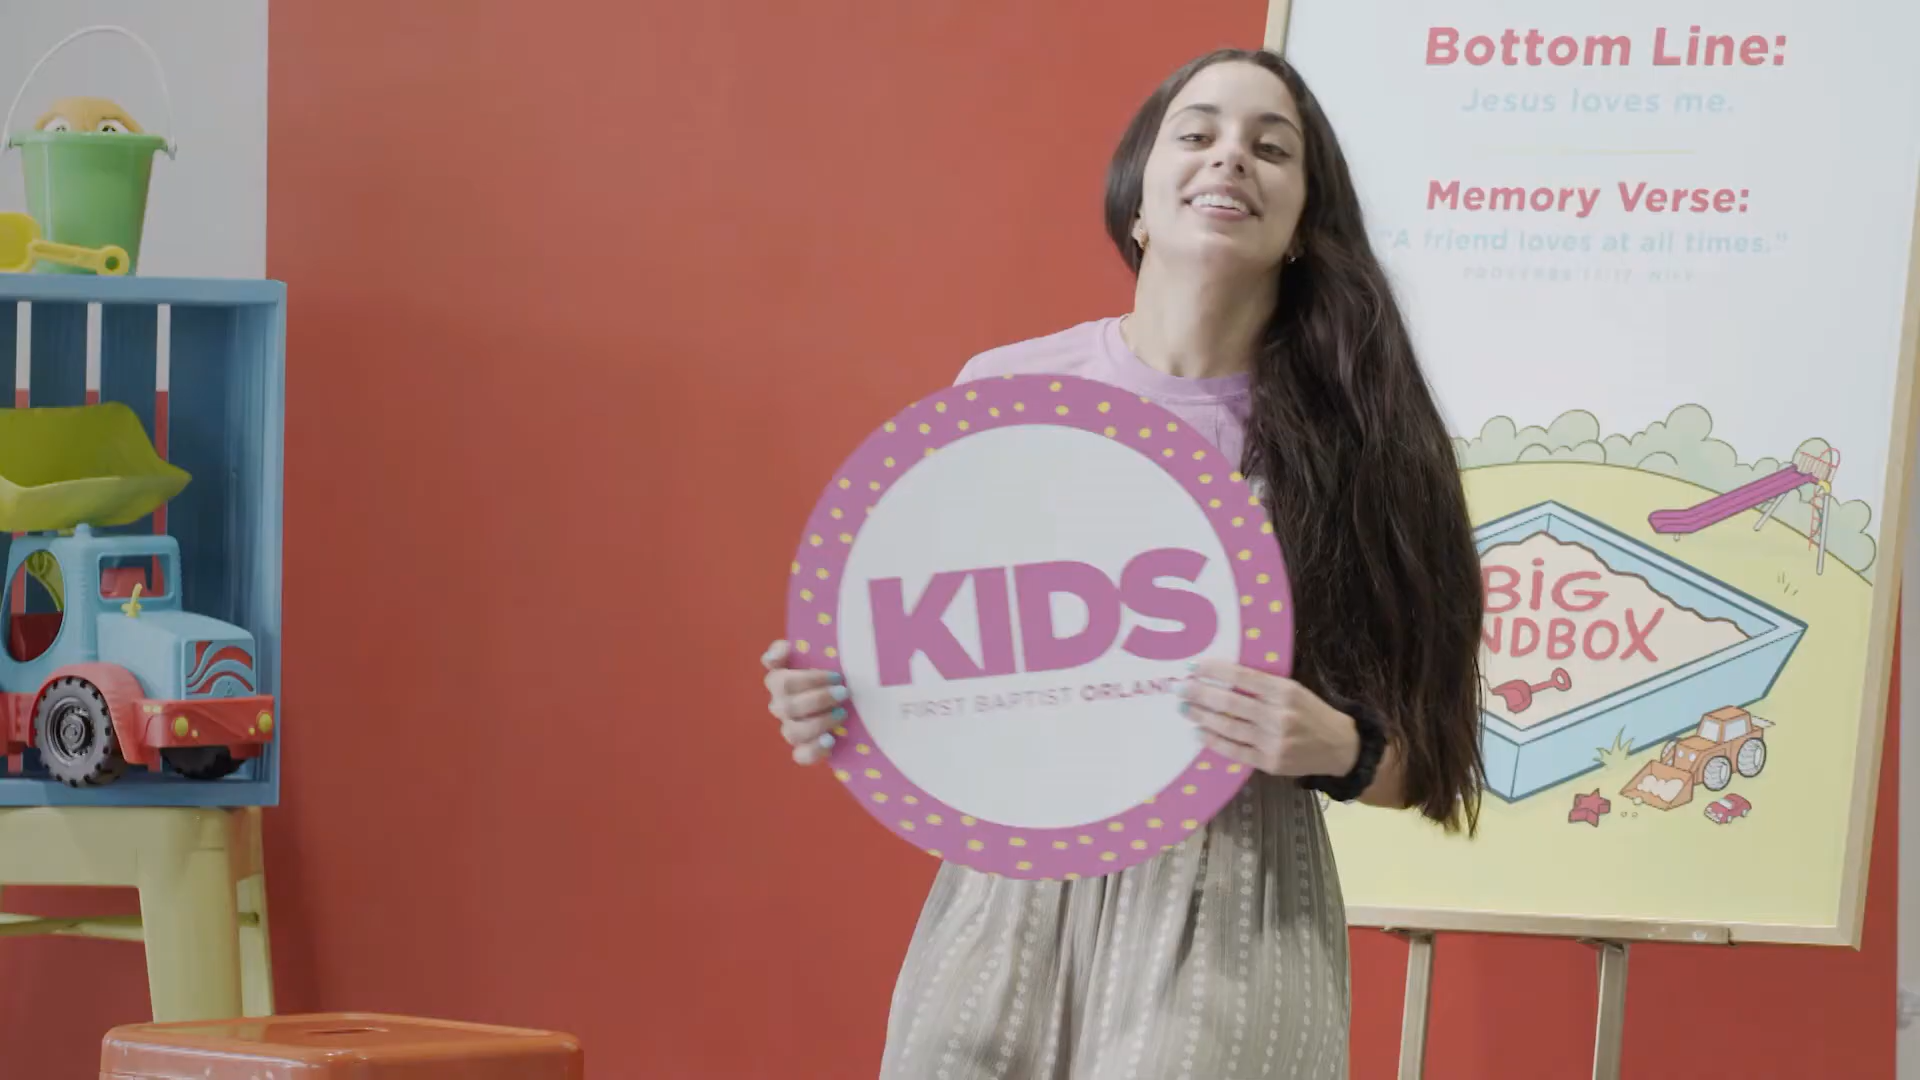 Bottom Line:
Jesus loves me.
Memory Verse:
"A friend loves at all times."
KIDS
FIRST BAPTIST ORLAND
BIG
NDBOX